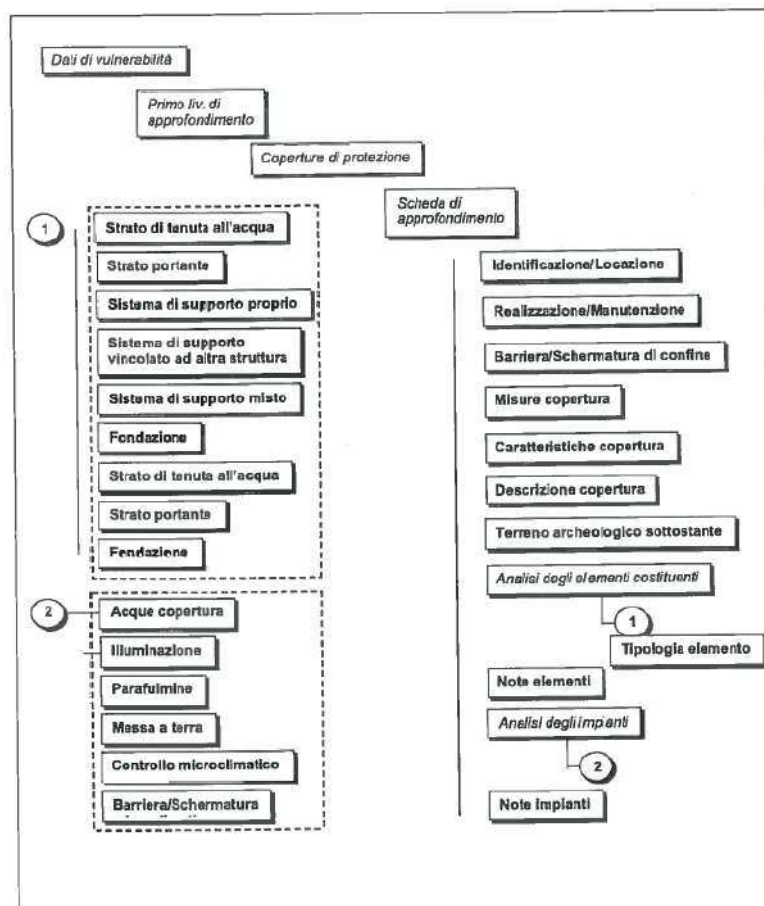 Dati di vulnerabilità
Primo liv. di
approfondimento
Coperture di protezione
Scheda di
approfondimento
1
Strato di tenuta all'acqua
Strato portante
Sistema di supporto proprio
Sistema di supporto
vincolato ad altra struttura
Sistema di supporto misto
Fondazione
Strato di tenuta all'acqua
Strato portante
Fondazione
2
Acque copertura
Illuminazione
Parafulmine
Messa a terra
Controllo microclimatico
Barriera/Schermatura
Identificazione/Locazione
Realizzazione/Manutenzione
Barriera/Schermatura di confine
Misure copertura
Caratteristiche copertura
Descrizione copertura
Terreno archeologico sottostante
Analisi degli elementi costituenti
1
Tipologia elemento
Note elementi
Analisi degli impianti
2
Note impianti